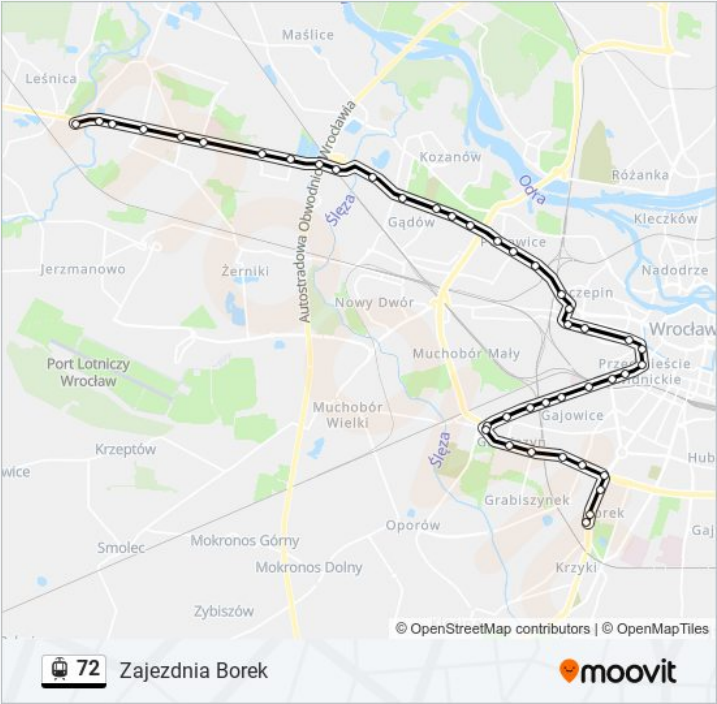 Maślice
Leśnica
Autostradowa Obwodnica Wrocławia
Kozanów
Różanka
Odra
Ślęza
Gądów
Kleczków
Jerzmanowo
Żerniki
Nadodrze
Nowy Dwór
Wrocław
Port Lotniczy
Wrocław
Muchobór Mały
Muchobór
Wielki
Gajowice
Ślęza
Krzeptów
wice
Hub
Grabiszynek
Oporów
Gaj
Smolec
Mokronos Górny
Mokronos Dolny
Krzyki
Zybiszów
© OpenStreetMap contributors | © OpenMapTiles
72 Zajezdnia Borek
moovit